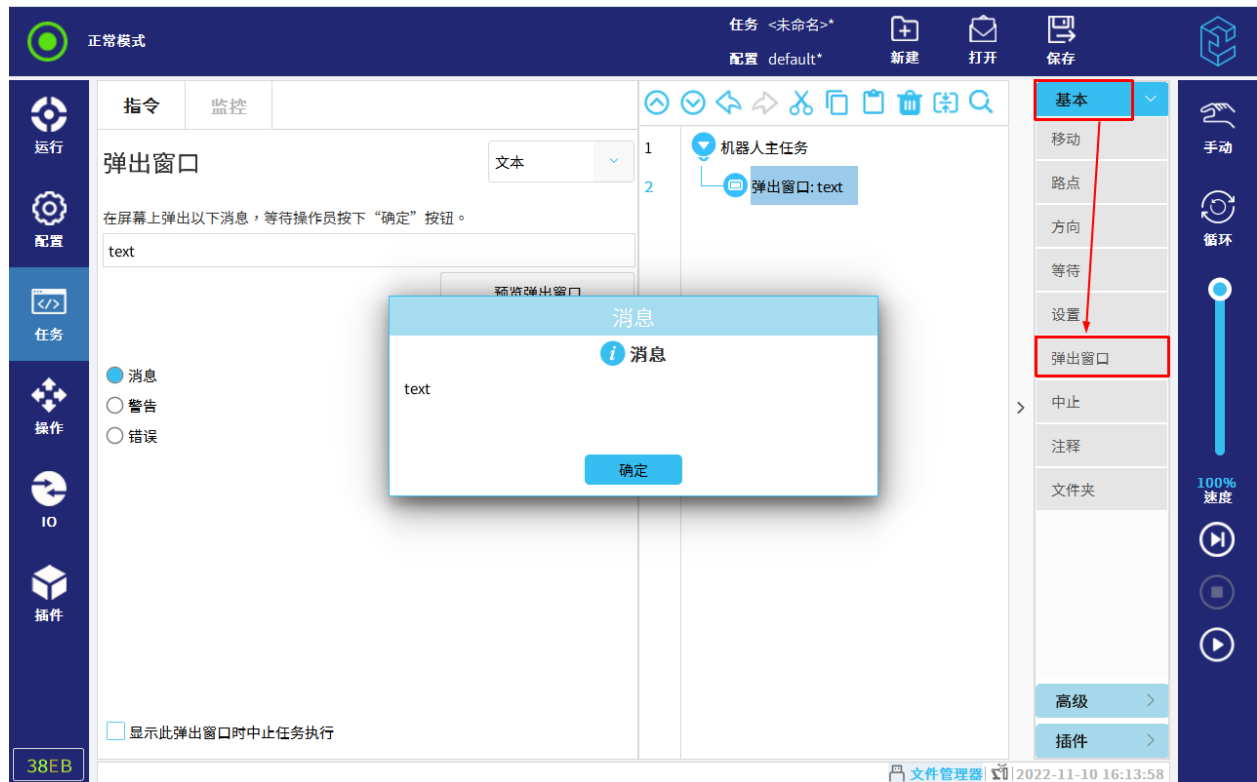 正常模式
任务 <未命名>*
配置 default*
新建
打开
保存
运行
配置
任务
操作
IO
插件
38EB
指令
监控
弹出窗口
文本
在屏幕上弹出以下消息，等待操作员按下“确定”按钮。
text
预览弹出窗口
消息
警告
错误
显示此弹出窗口时中止任务执行
消息
消息
text
确定
1
机器人主任务
2
弹出窗口: text
基本
移动
路点
方向
等待
设置
弹出窗口
中止
注释
文件夹
高级
插件
手动
循环
100%
速度
文件管理器
2022-11-10 16:13:58